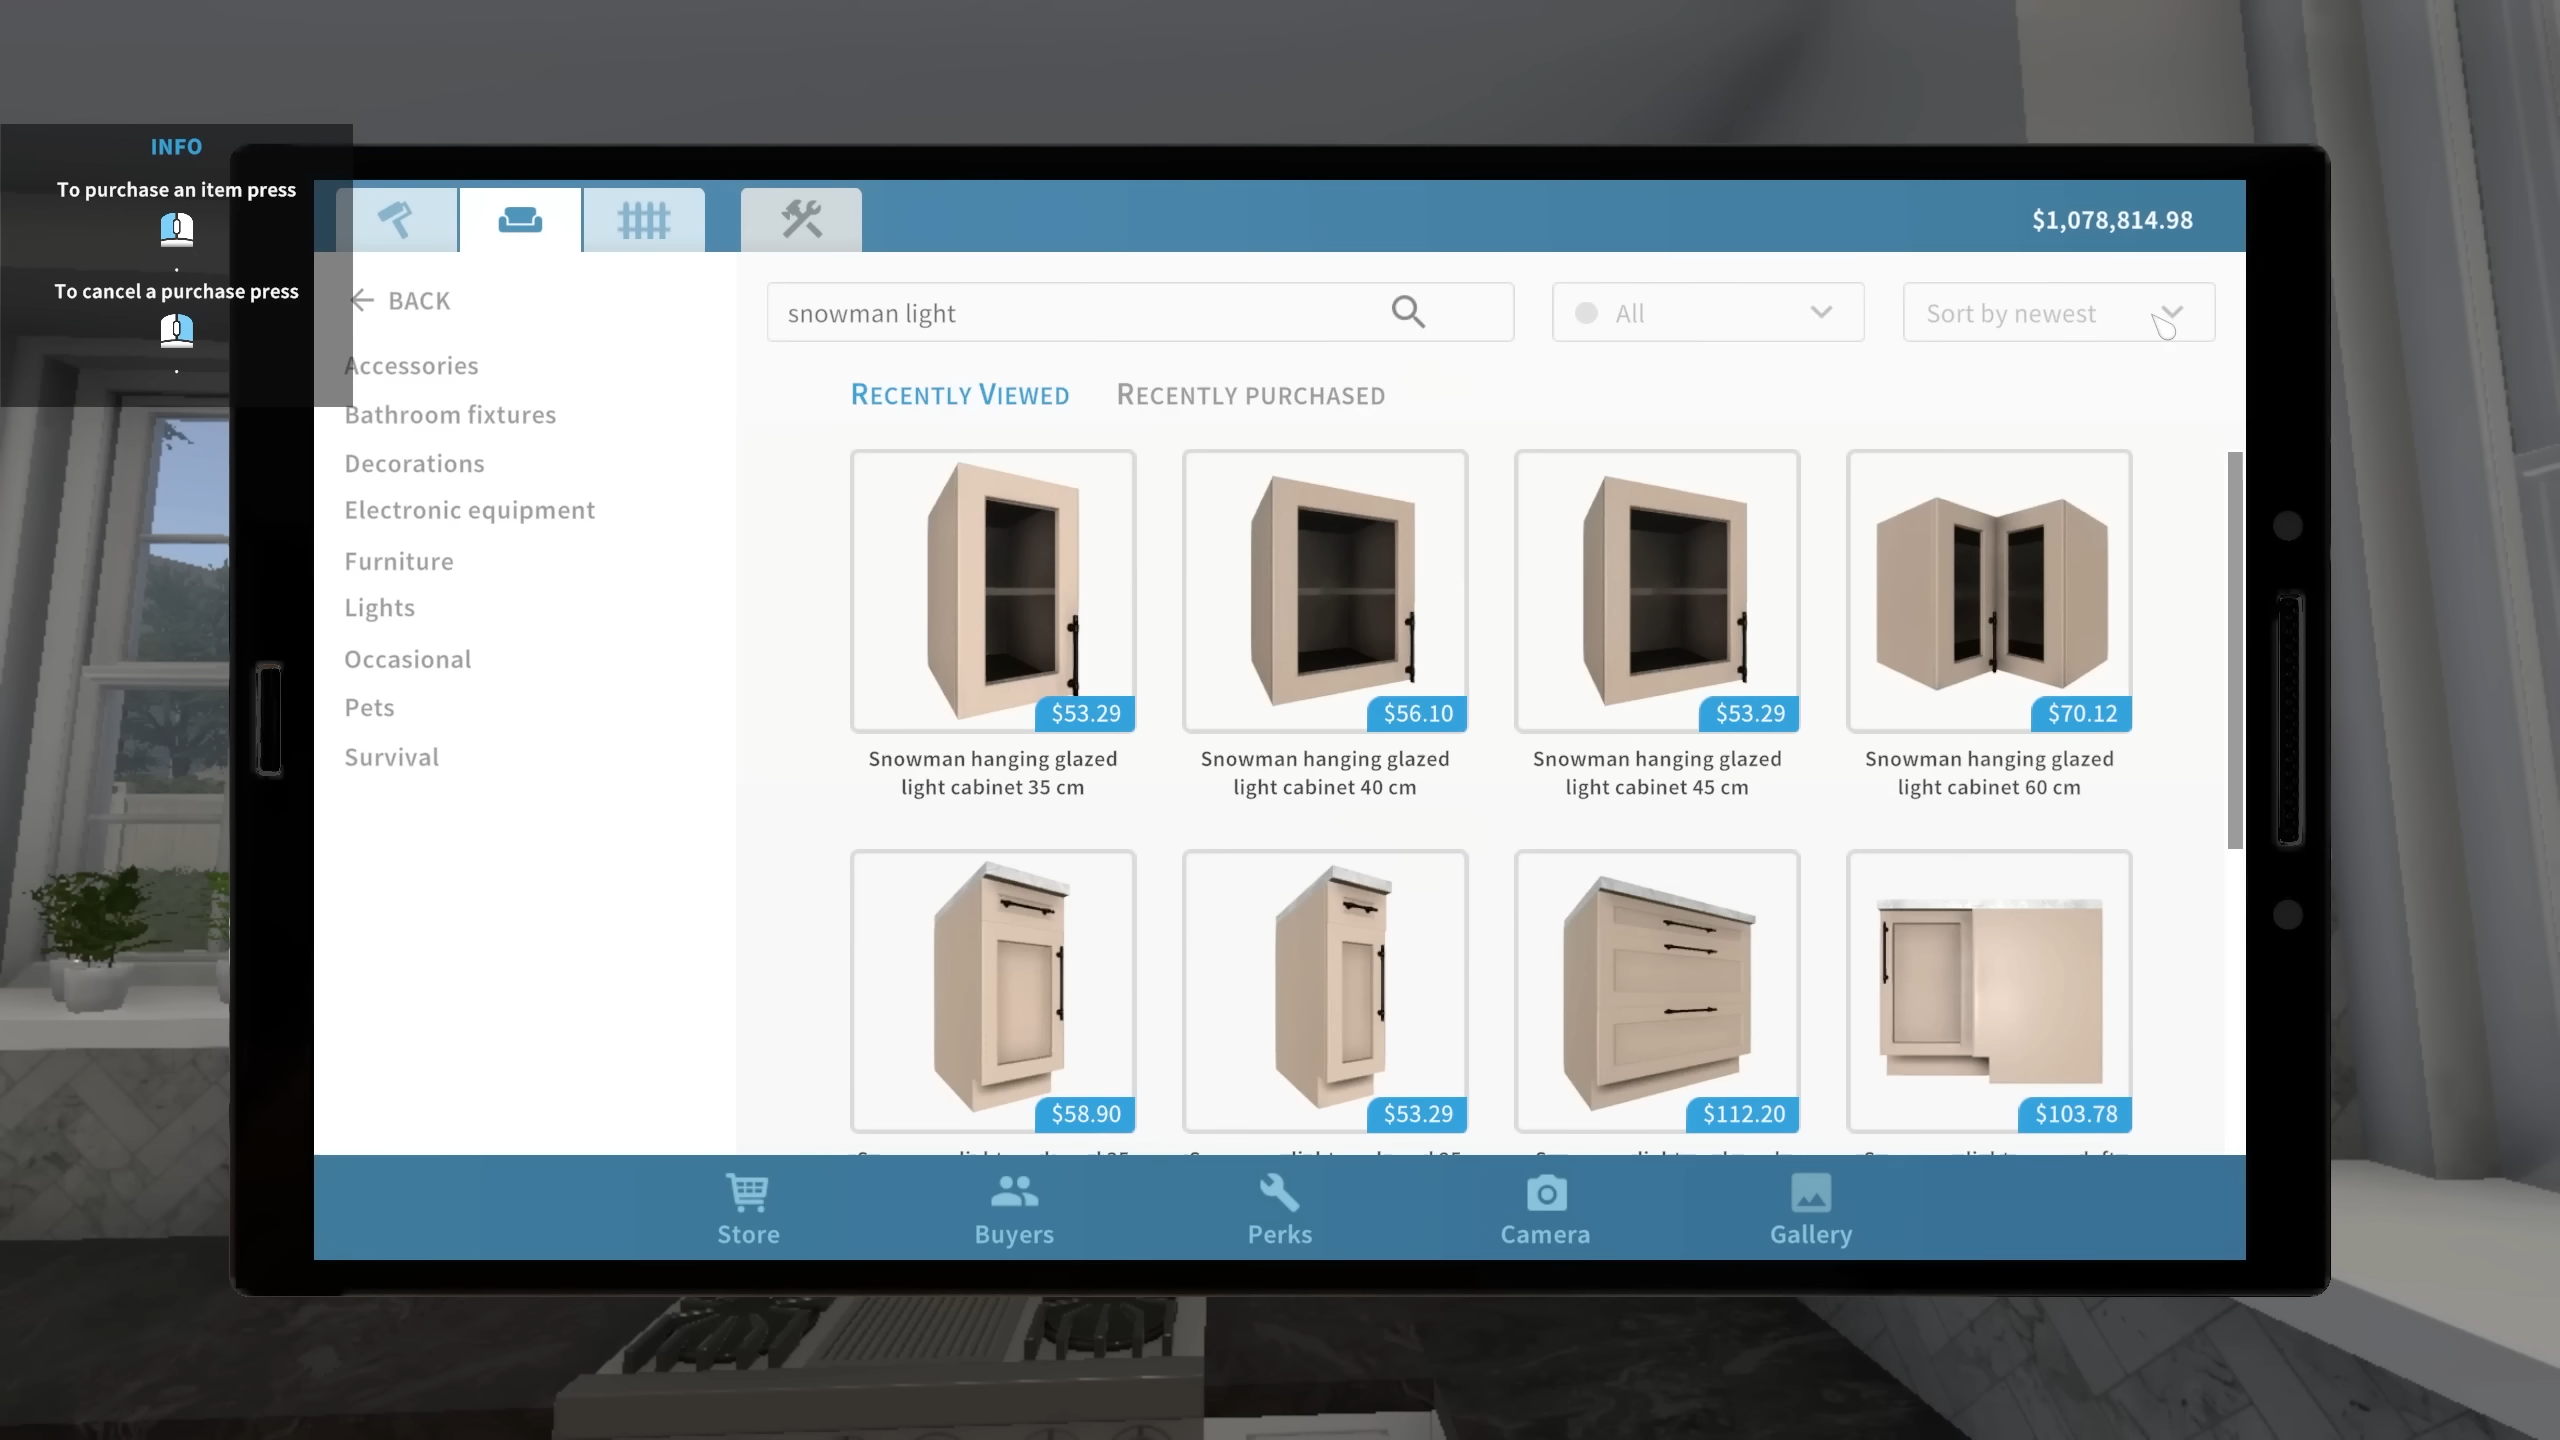 INFO
To purchase an item press
.
To cancel a purchase press
.
$1,078,814.98
BACK
Accessories
Bathroom fixtures
Decorations
Electronic equipment
Furniture
Lights
Occasional
Pets
Survival
snowman light
All
Sort by newest
RECENTLY VIEWED
RECENTLY PURCHASED
$53.29
$56.10
$53.29
$70.12
Snowman hanging glazed
light cabinet 35 cm
Snowman hanging glazed
light cabinet 40 cm
Snowman hanging glazed
light cabinet 45 cm
Snowman hanging glazed
light cabinet 60 cm
$58.90
$53.29
$112.20
$103.78
Store
Buyers
Perks
Camera
Gallery